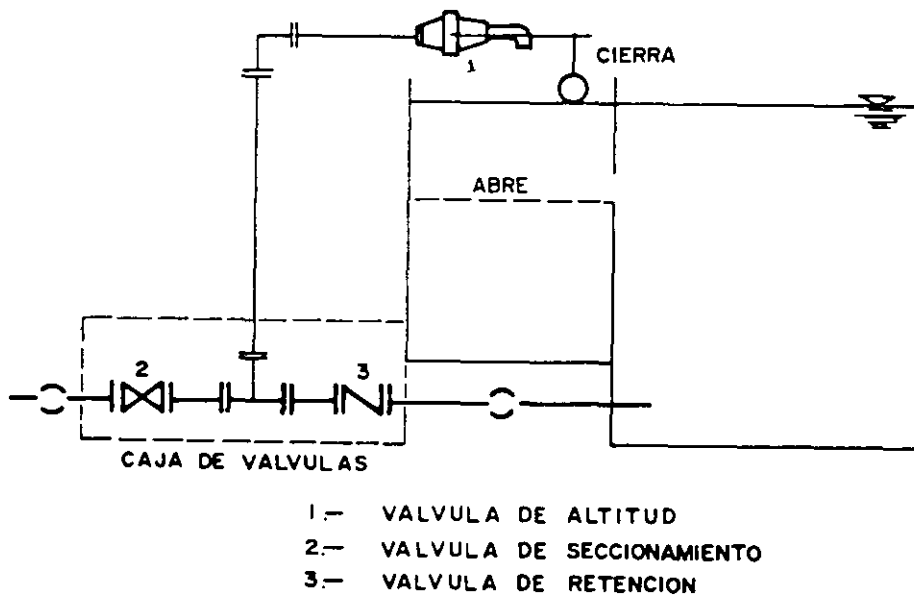 1
CIERRA
ABRE
2
3
CAJA DE VALVULAS
1.— VALVULA DE ALTITUD
2.— VALVULA DE SECCIONAMIENTO
3.— VALVULA DE RETENCION